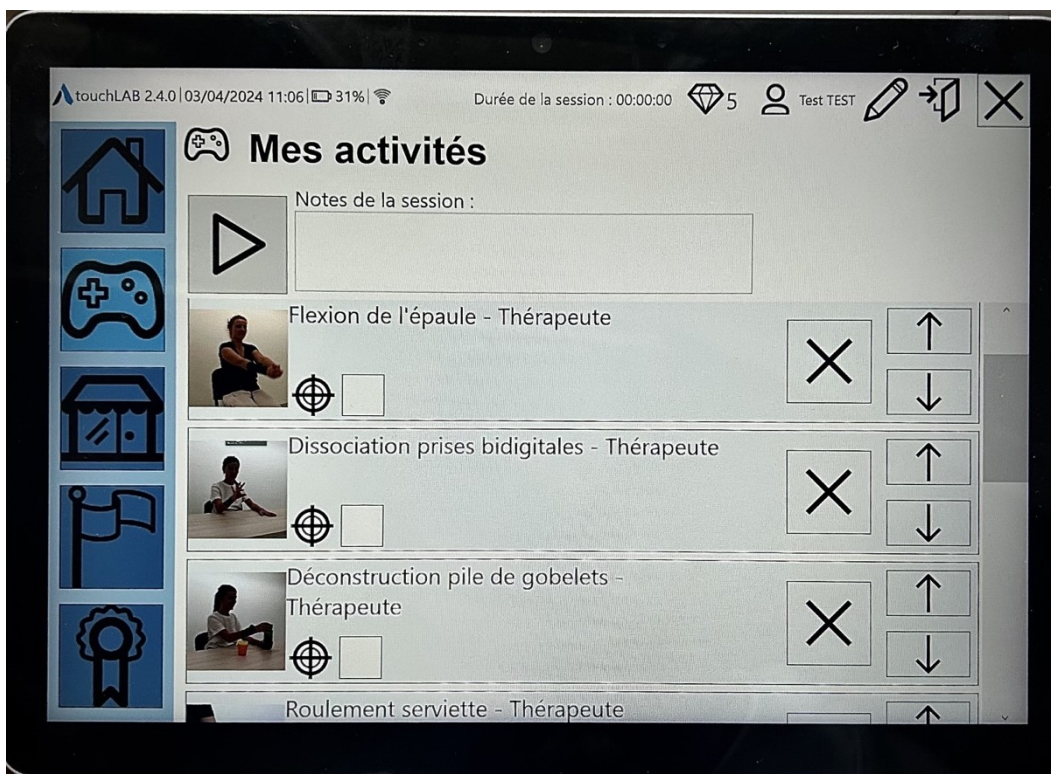 touchLAB 2.4.0 | 03/04/2024 11:06 | 31% | Durée de la session : 00:00:00 5 Test TEST
Mes activités
Notes de la session :
Flexion de l'épaule - Thérapeute
Dissociation prises bidigitales - Thérapeute
Déconstruction pile de gobelets -
Thérapeute
Roulement serviette - Thérapeute